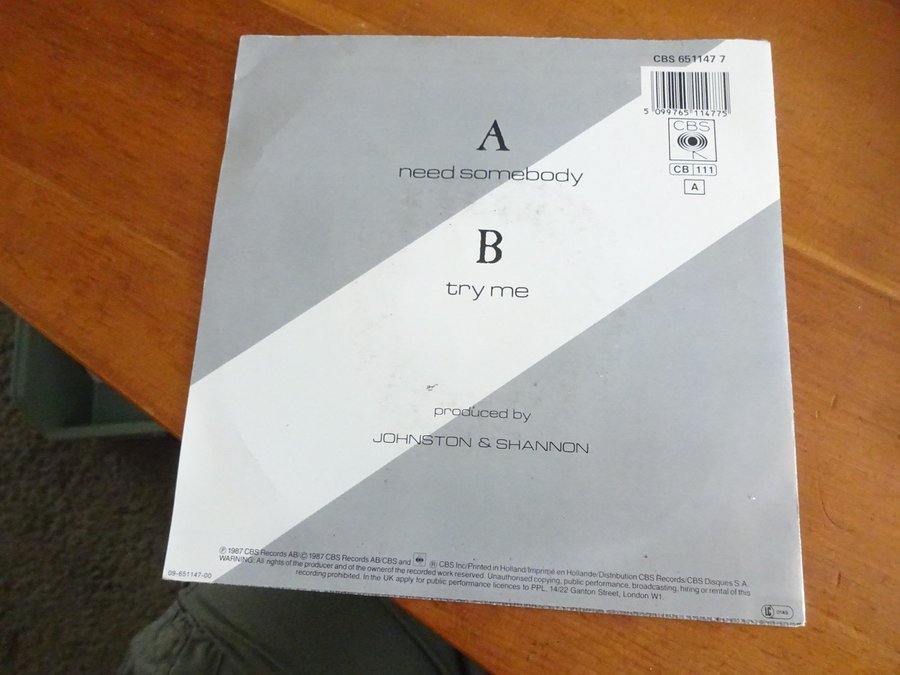 CBS 651147 7
5 099765 114775
CBS
CB 111
A
A
need somebody
B
try me
produced by
JOHNSTON & SHANNON
℗ 1987 CBS Records AB/© 1987 CBS Records AB/CBS and ® CBS Inc/Printed in Holland/Imprimé en Hollande/Distribution CBS Records/CBS Disques S.A.
WARNING: All rights of the producer and of the owner of the recorded work reserved. Unauthorised copying, public performance, broadcasting, hiring or rental of this
recording prohibited. In the UK apply for public performance licences to PPL, 14/22 Ganton Street, London W1.
09-651147-00